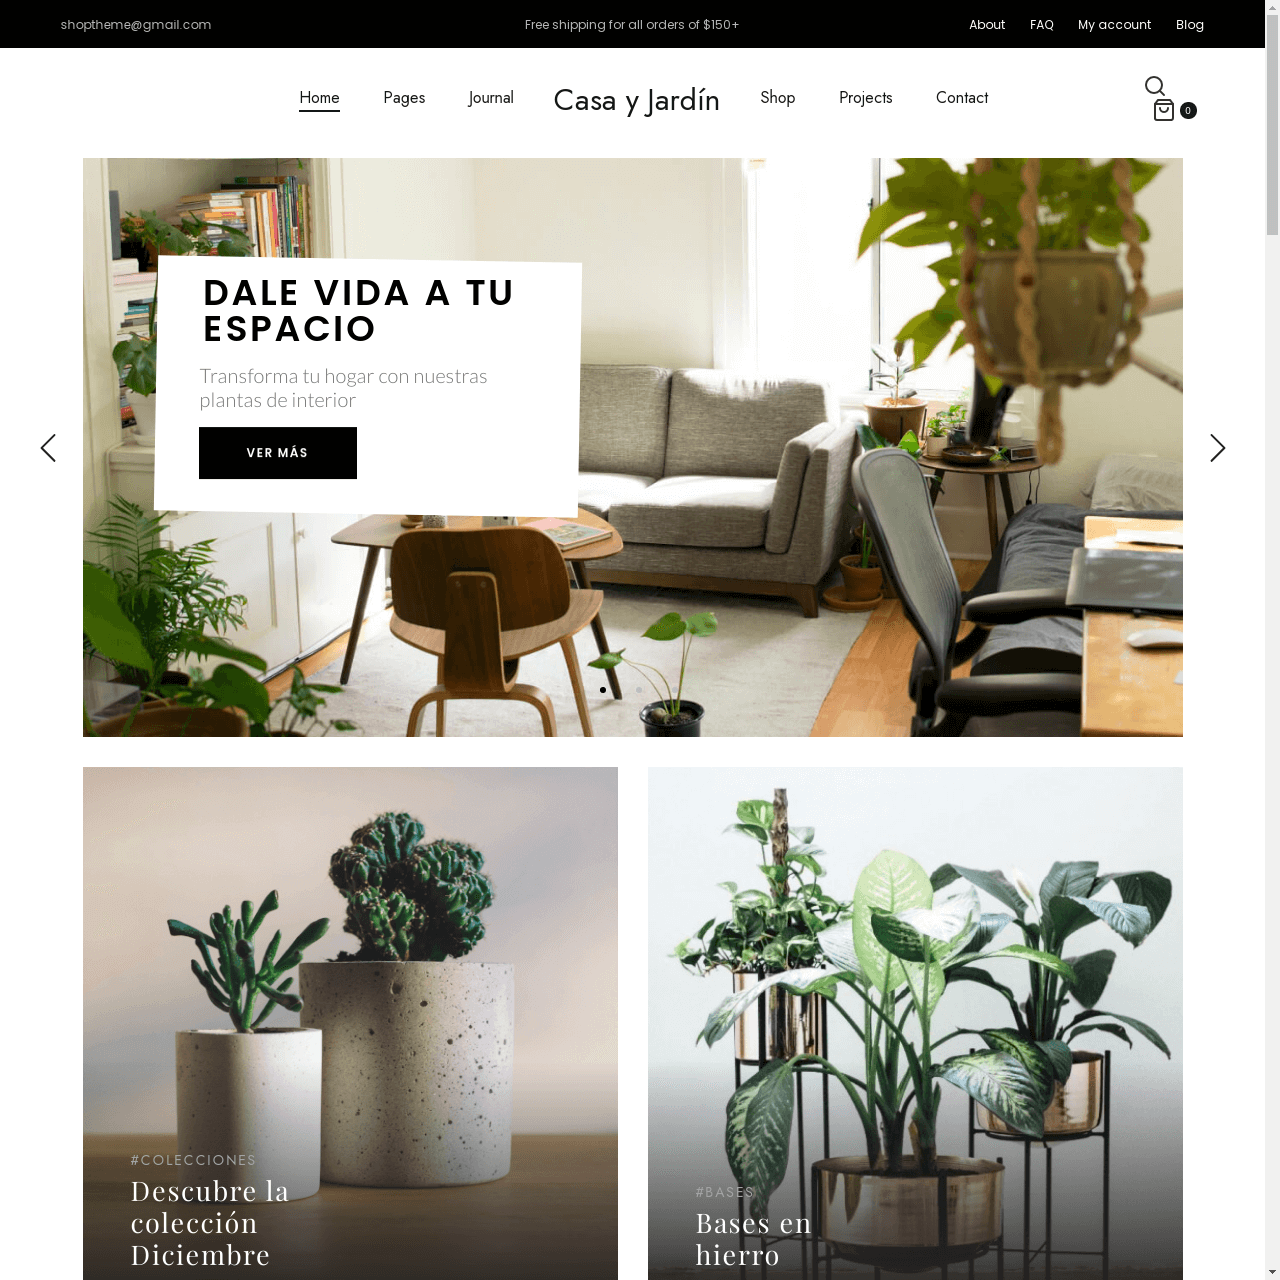 shoptheme@gmail.com
Free shipping for all orders of $150+
About FAQ My account Blog
Home Pages Journal Casa y Jardín Shop Projects Contact
0
DALE VIDA A TU
ESPACIO
Transforma tu hogar con nuestras
plantas de interior
VER MÁS
#COLECCIONES
Descubre la
colección
Diciembre
#BASES
Bases en
hierro